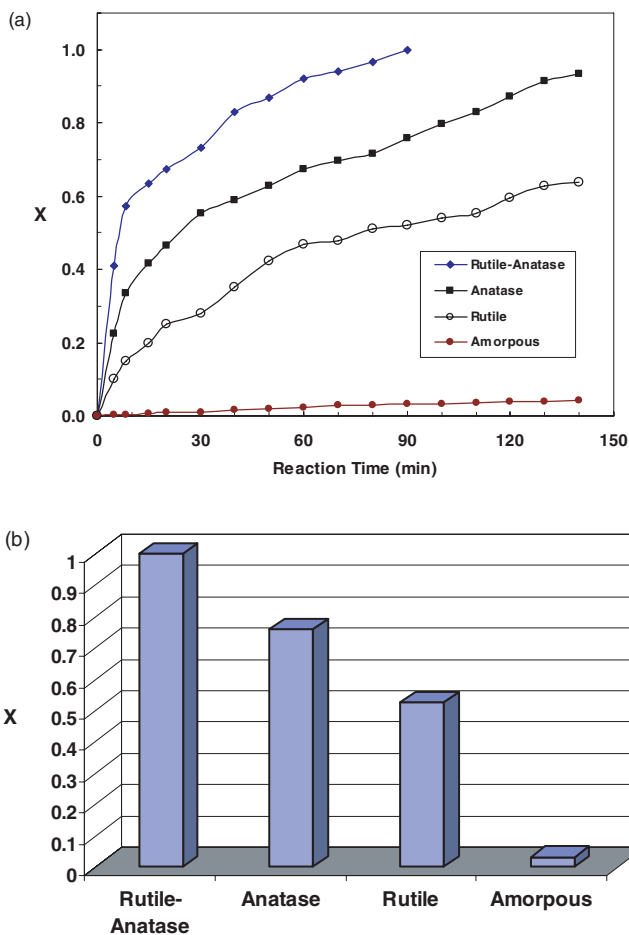 (a)
1.0
0.8
0.6
0.4
0.2
0.0
X
0
30
60
90
120
150
Reaction Time (min)
Rutile-Anatase
Anatase
Rutile
Amorpous
(b)
1
0.9
0.8
0.7
0.6
0.5
0.4
0.3
0.2
0.1
0
X
Rutile-
Anatase
Anatase
Rutile
Amorpous